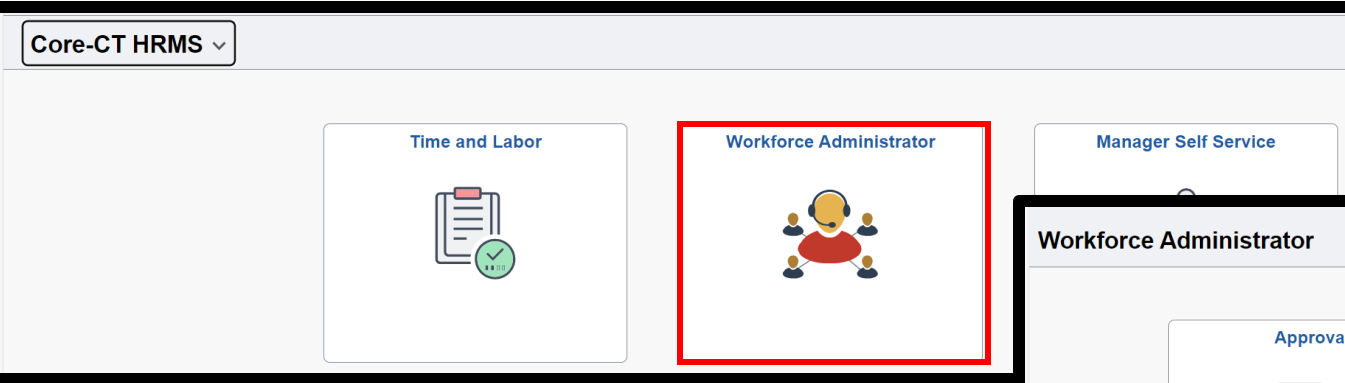 Core-CT HRMS
Time and Labor
Workforce Administrator
Manager Self Service
Workforce Administrator
Approva